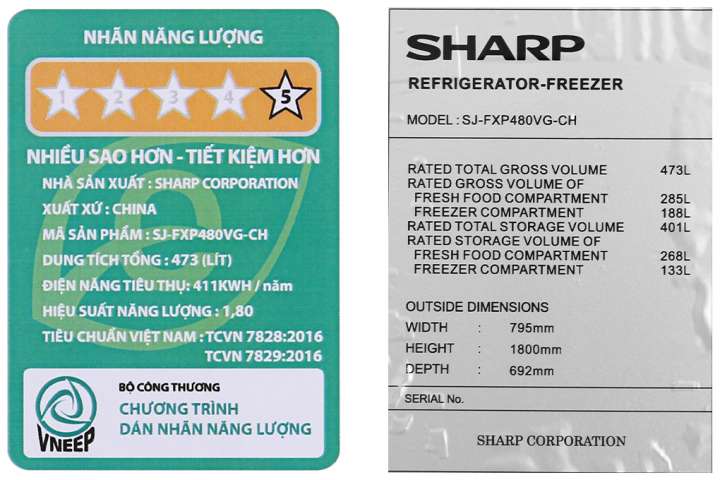 NHÃN NĂNG LƯỢNG
1 2 3 4 5
NHIỀU SAO HƠN - TIẾT KIỆM HƠN
NHÀ SẢN XUẤT : SHARP CORPORATION
XUẤT XỨ : CHINA
MÃ SẢN PHẨM : SJ-FXP480VG-CH
DUNG TÍCH TỔNG : 473 (LÍT)
ĐIỆN NĂNG TIÊU THỤ: 411KWH / năm
HIỆU SUẤT NĂNG LƯỢNG : 1,80
TIÊU CHUẨN VIỆT NAM : TCVN 7828:2016
TCVN 7829:2016
BỘ CÔNG THƯƠNG
CHƯƠNG TRÌNH
DÁN NHÃN NĂNG LƯỢNG
VNEEP
SHARP
REFRIGERATOR-FREEZER
MODEL : SJ-FXP480VG-CH
RATED TOTAL GROSS VOLUME 473L
RATED GROSS VOLUME OF
FRESH FOOD COMPARTMENT 285L
FREEZER COMPARTMENT 188L
RATED TOTAL STORAGE VOLUME 401L
RATED STORAGE VOLUME OF
FRESH FOOD COMPARTMENT 268L
FREEZER COMPARTMENT 133L
OUTSIDE DIMENSIONS
WIDTH : 795mm
HEIGHT : 1800mm
DEPTH : 692mm
SERIAL No.
SHARP CORPORATION